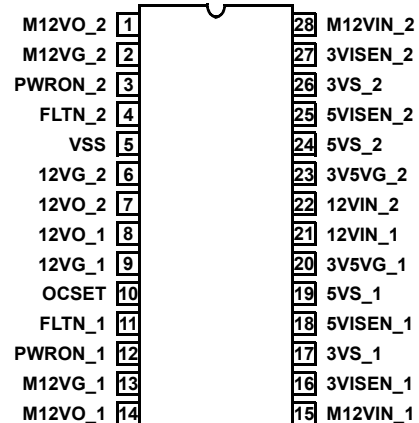 M12VO_2 1 28 M12VIN_2
M12VG_2 2 27 3VISEN_2
PWRON_2 3 26 3VS_2
FLTN_2 4 25 5VISEN_2
VSS 5 24 5VS_2
12VG_2 6 23 3V5VG_2
12VO_2 7 22 12VIN_2
12VO_1 8 21 12VIN_1
12VG_1 9 20 3V5VG_1
OCSET 10 19 5VS_1
FLTN_1 11 18 5VISEN_1
PWRON_1 12 17 3VS_1
M12VG_1 13 16 3VISEN_1
M12VO_1 14 15 M12VIN_1